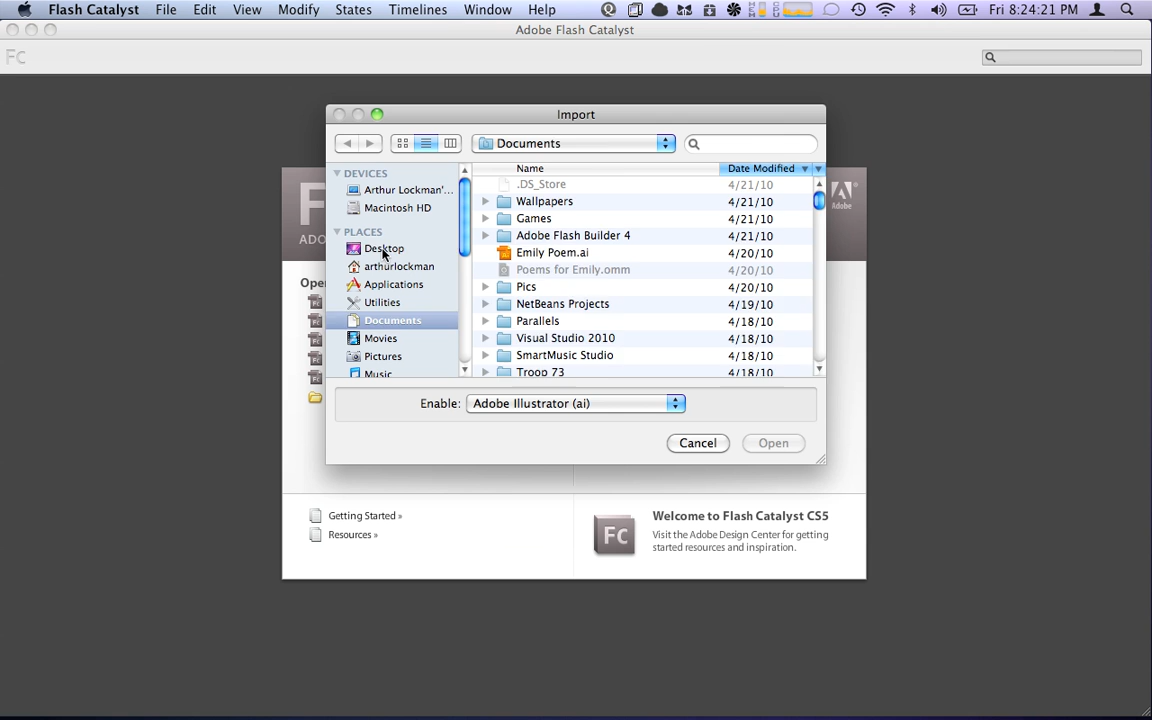 Flash Catalyst File Edit View Modify States Timelines Window Help Fri 8:24:21 PM
Adobe Flash Catalyst
FC
Import
Documents
DEVICES
Arthur Lockman'...
Macintosh HD
PLACES
Desktop
arthurlockman
Applications
Utilities
Documents
Movies
Pictures
Music
Name Date Modified
.DS_Store 4/21/10
Wallpapers 4/21/10
Games 4/21/10
Adobe Flash Builder 4 4/21/10
Emily Poem.ai 4/20/10
Poems for Emily.omm 4/20/10
Pics 4/20/10
NetBeans Projects 4/19/10
Parallels 4/18/10
Visual Studio 2010 4/18/10
SmartMusic Studio 4/18/10
Troop 73 4/18/10
Enable: Adobe Illustrator (ai)
Cancel Open
Adobe
Getting Started »
Resources »
Fc
Welcome to Flash Catalyst CS5
Visit the Adobe Design Center for getting
started resources and inspiration.